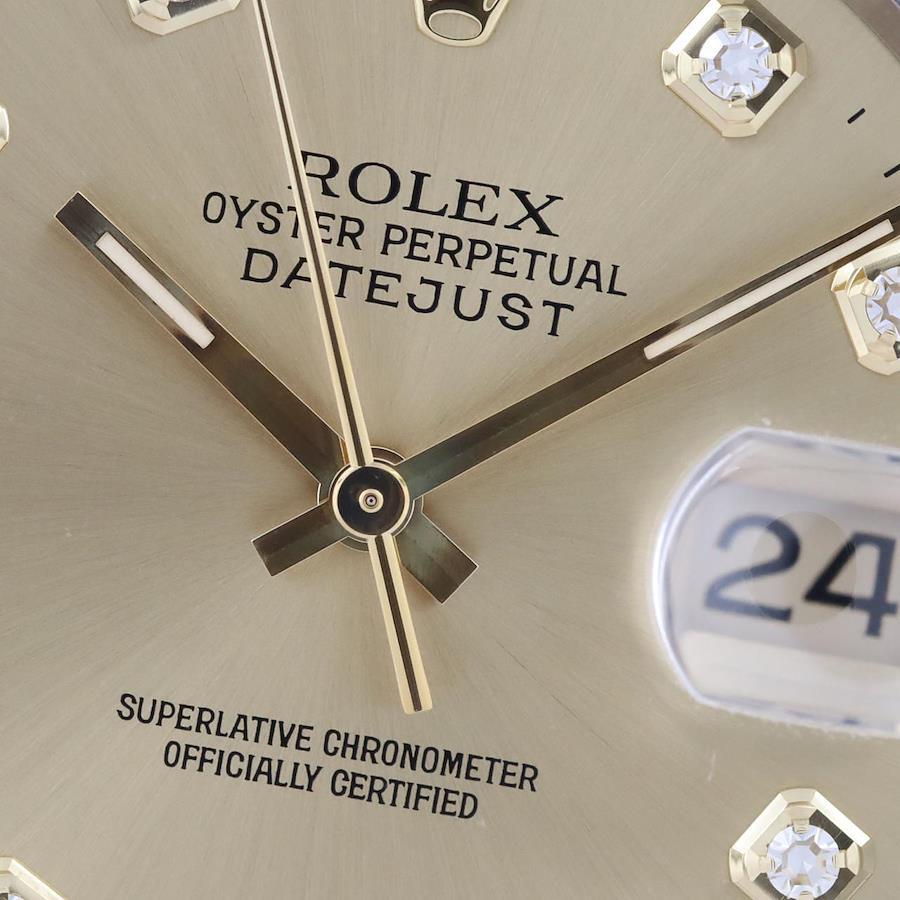 ROLEX
OYSTER PERPETUAL
DATEJUST
24
SUPERLATIVE CHRONOMETER
OFFICIALLY CERTIFIED